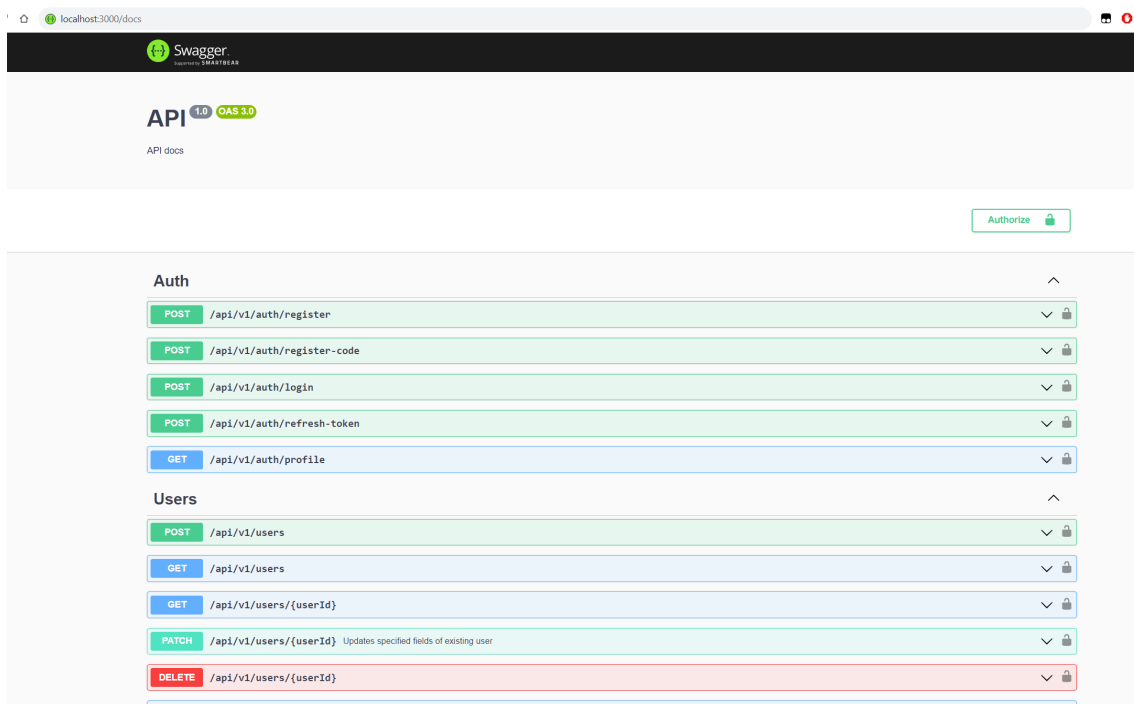 localhost:3000/docs
Swagger.
Supported by SMARTBEAR
API 1.0 OAS 3.0
API docs
Authorize
Auth
POST /api/v1/auth/register
POST /api/v1/auth/register-code
POST /api/v1/auth/login
POST /api/v1/auth/refresh-token
GET /api/v1/auth/profile
Users
POST /api/v1/users
GET /api/v1/users
GET /api/v1/users/{userId}
PATCH /api/v1/users/{userId} Updates specified fields of existing user
DELETE /api/v1/users/{userId}